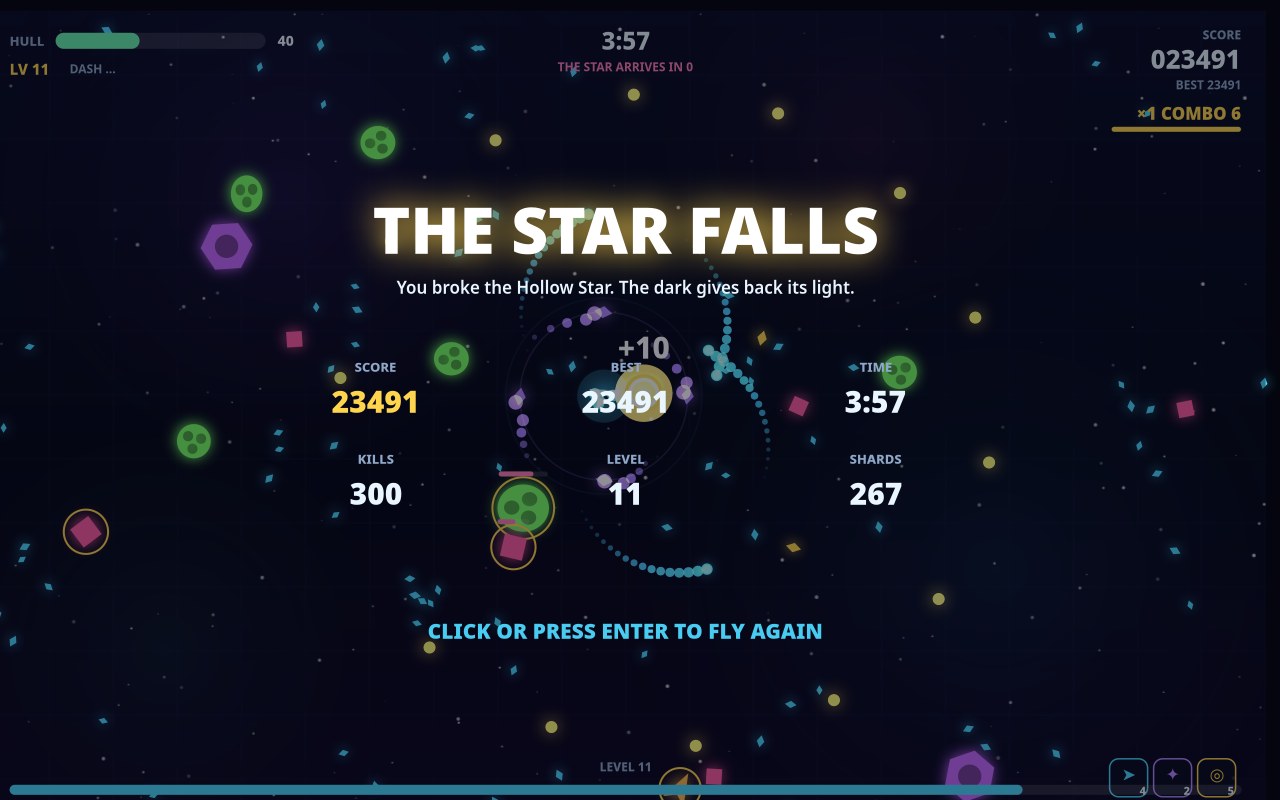 HULL 40
LV 11 DASH ...
3:57
THE STAR ARRIVES IN 0
SCORE
023491
BEST 23491
×1 COMBO 6
THE STAR FALLS
You broke the Hollow Star. The dark gives back its light.
+10
SCORE BEST TIME
23491 23491 3:57
KILLS LEVEL SHARDS
300 11 267
CLICK OR PRESS ENTER TO FLY AGAIN
LEVEL 11
4 2 5